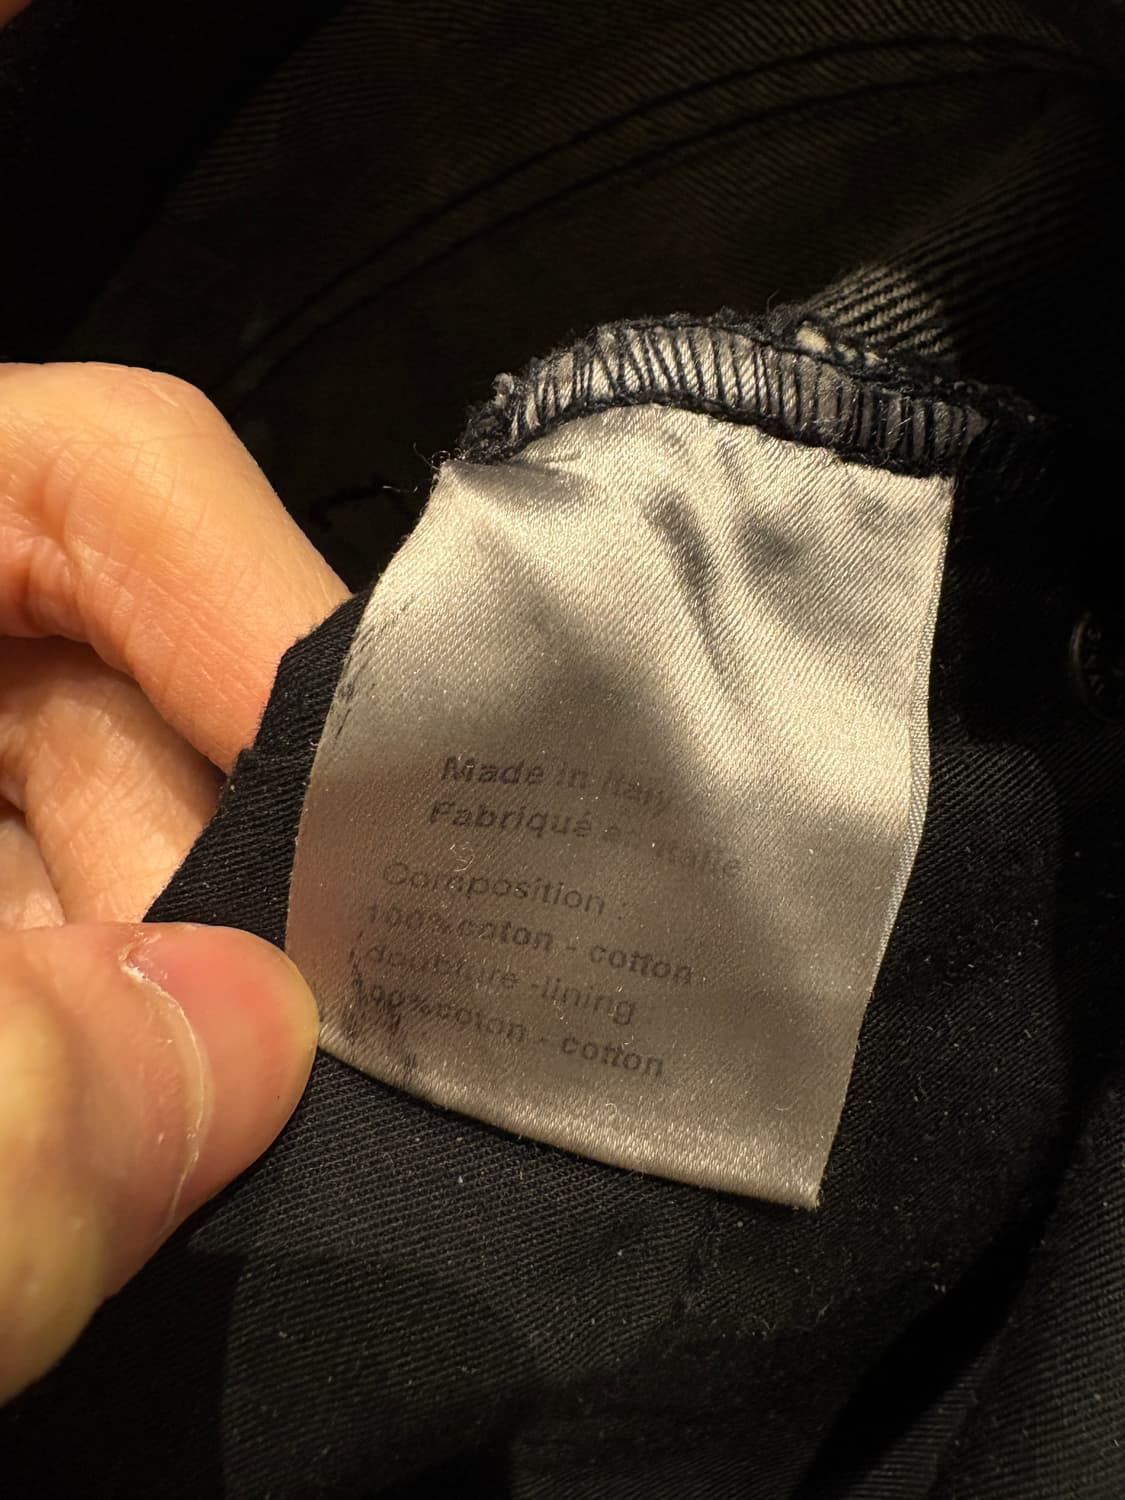 Made in Italy
Fabriqué en Italie
Composition :
100%coton - cotton
doublure -lining
100%coton - cotton